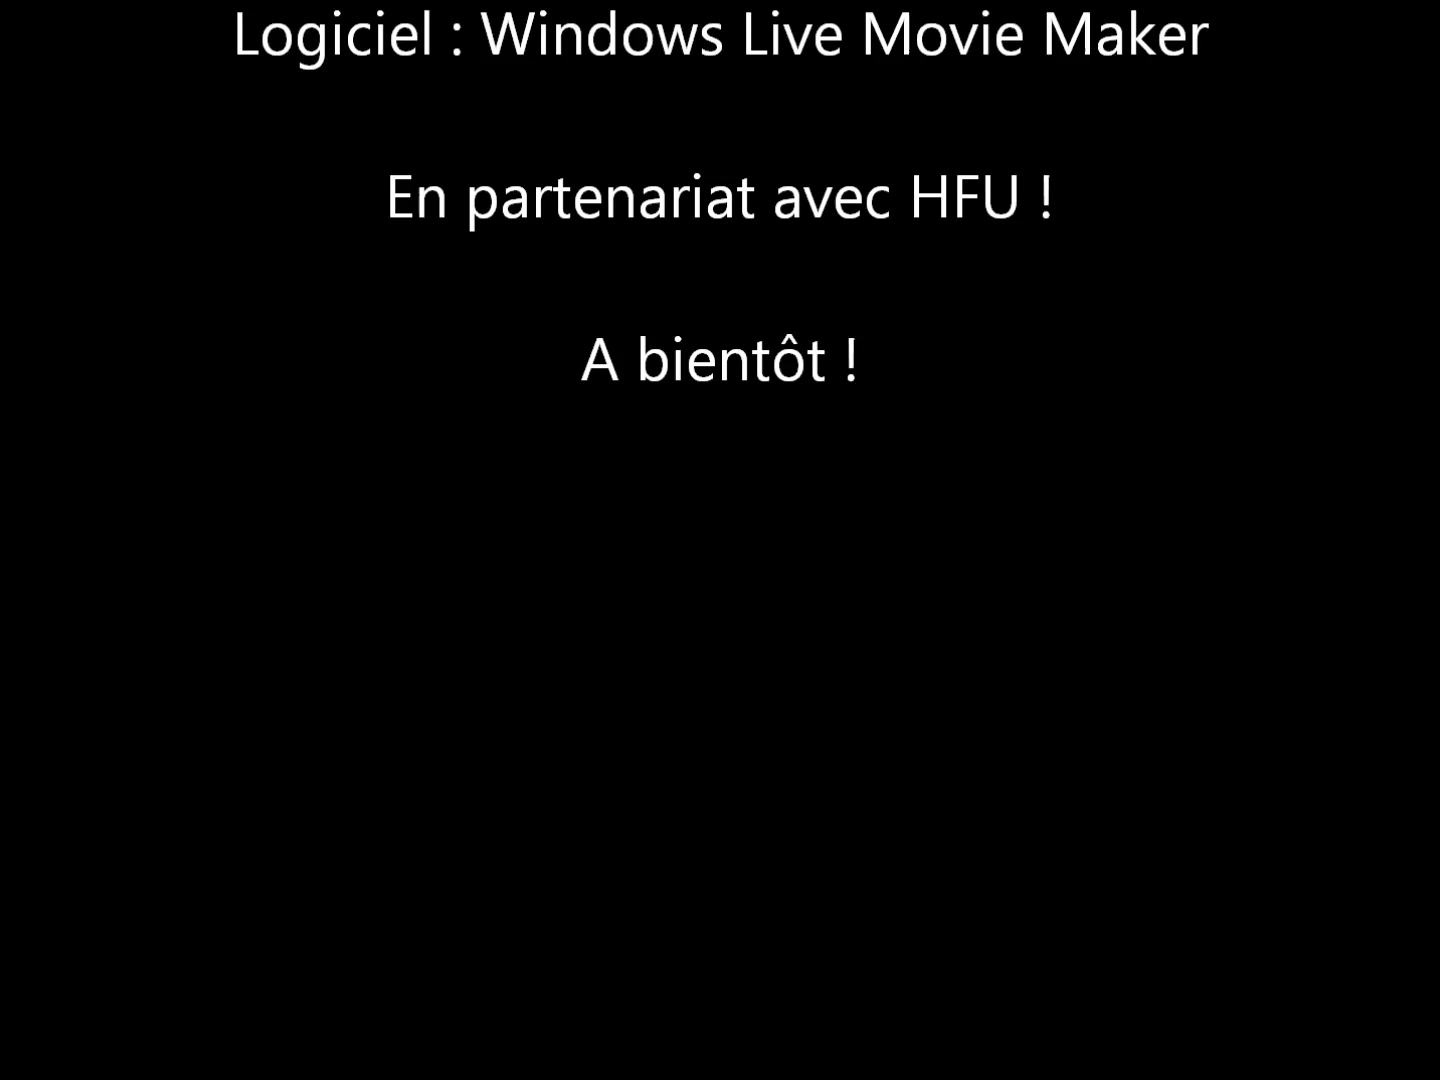 Logiciel : Windows Live Movie Maker
En partenariat avec HFU !
A bientôt !